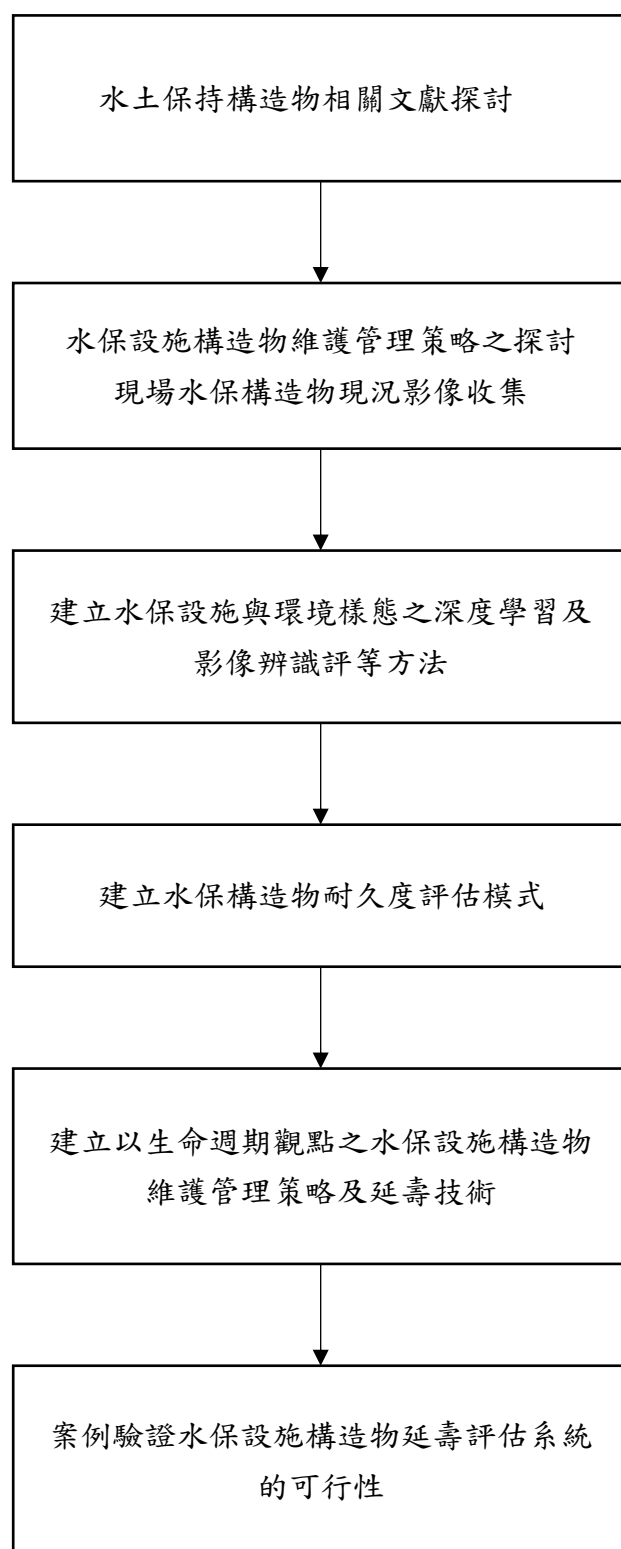 水土保持構造物相關文獻探討
水保設施構造物維護管理策略之探討
現場水保構造物現況影像收集
建立水保設施與環境樣態之深度學習及
影像辨識評等方法
建立水保構造物耐久度評估模式
建立以生命週期觀點之水保設施構造物
維護管理策略及延壽技術
案例驗證水保設施構造物延壽評估系統
的可行性